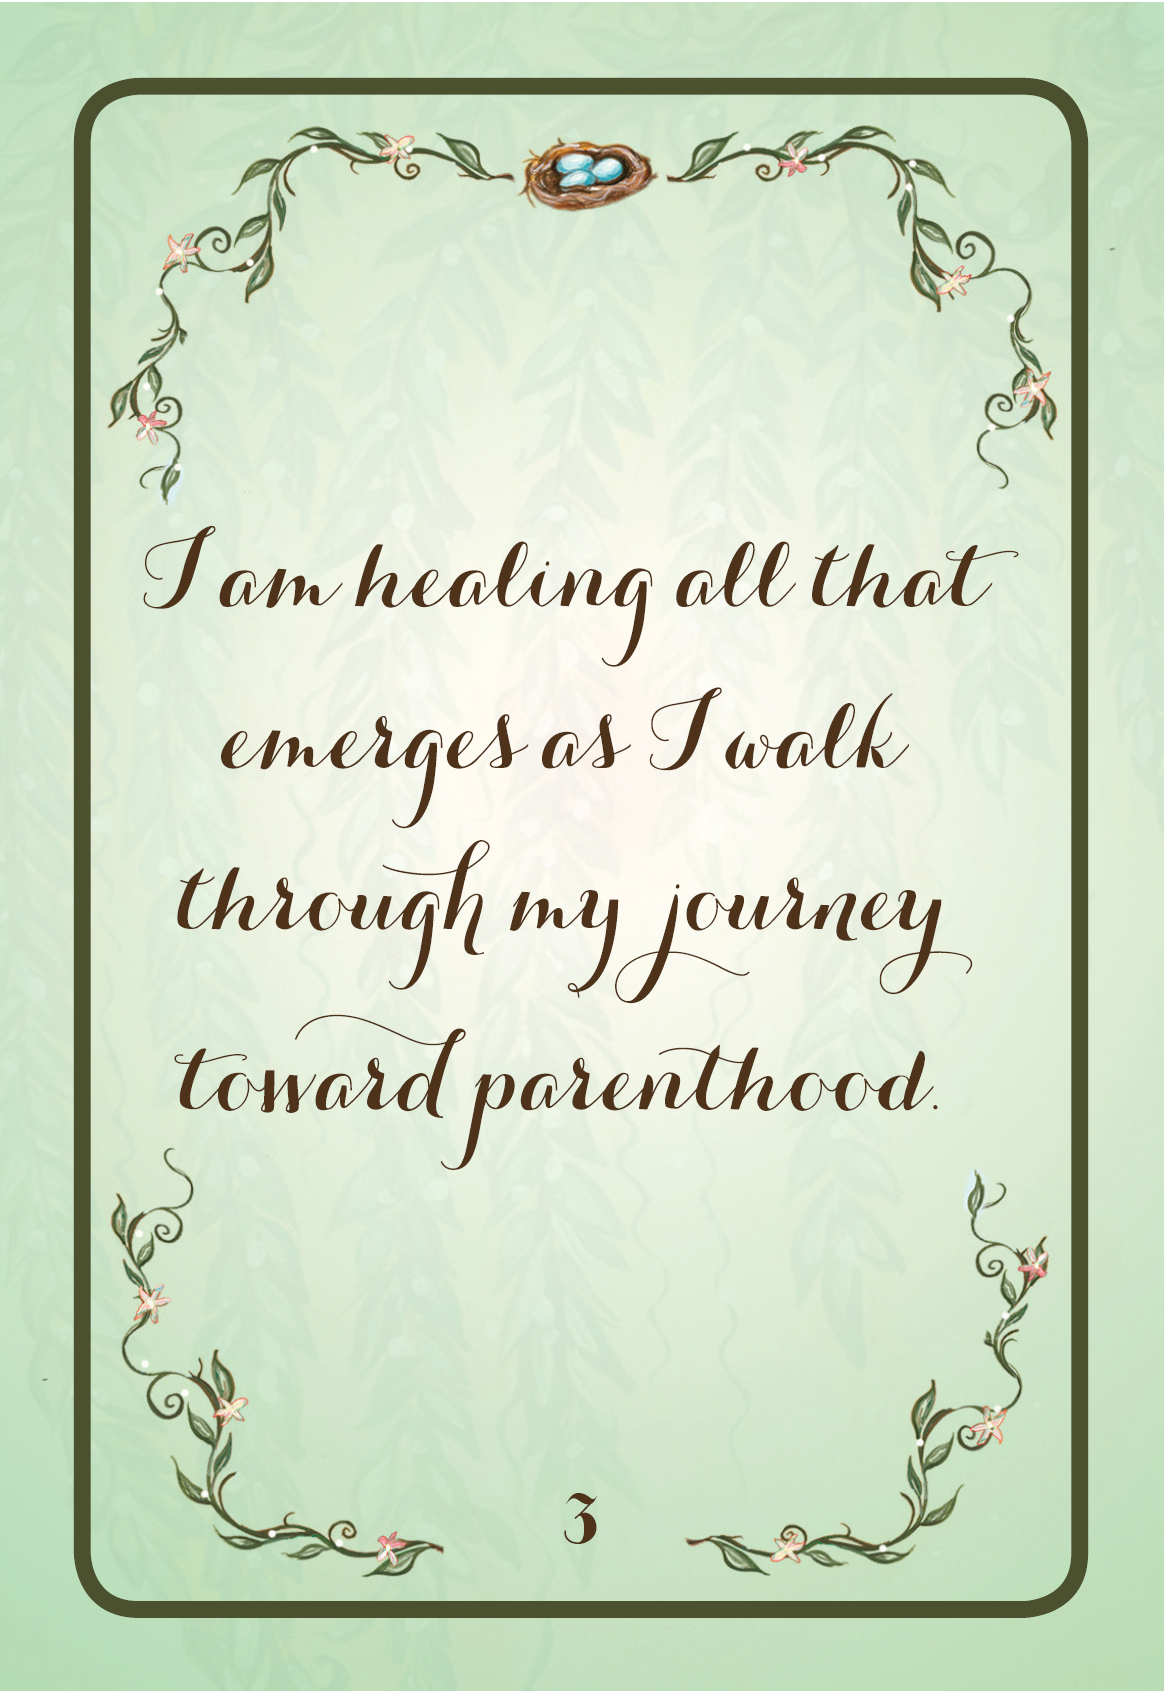 I am healing all that
emerges as I walk
through my journey
toward parenthood.
3